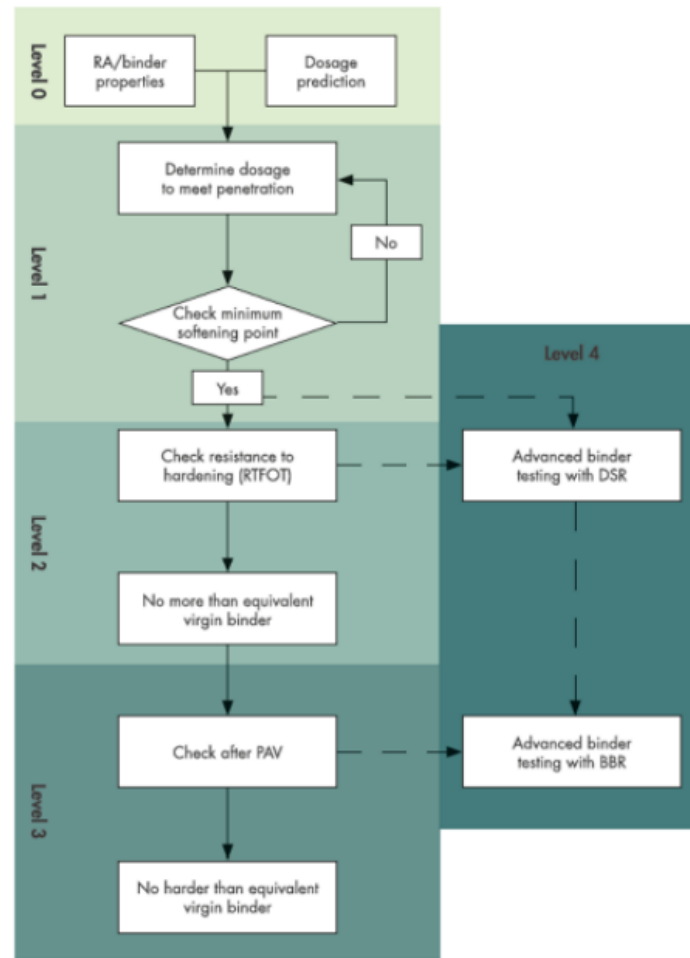 Level 0
RA/binder
properties
Dosage
prediction
Level 1
Determine dosage
to meet penetration
No
Check minimum
softening point
Yes
Level 4
Level 2
Check resistance to
hardening (RTFOT)
Advanced binder
testing with DSR
No more than equivalent
virgin binder
Level 3
Check after PAV
Advanced binder
testing with BBR
No harder than equivalent
virgin binder